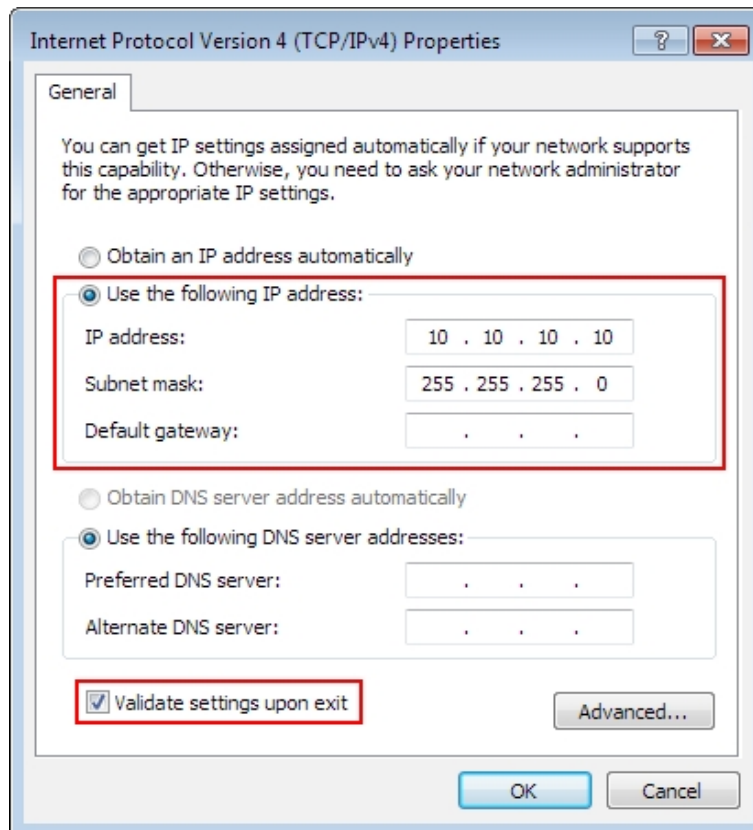 Internet Protocol Version 4 (TCP/IPv4) Properties
General
You can get IP settings assigned automatically if your network supports
this capability. Otherwise, you need to ask your network administrator
for the appropriate IP settings.
Obtain an IP address automatically
Use the following IP address:
IP address: 10 . 10 . 10 . 10
Subnet mask: 255 . 255 . 255 . 0
Default gateway: . . .
Obtain DNS server address automatically
Use the following DNS server addresses:
Preferred DNS server: . . .
Alternate DNS server: . . .
Validate settings upon exit
Advanced...
OK Cancel